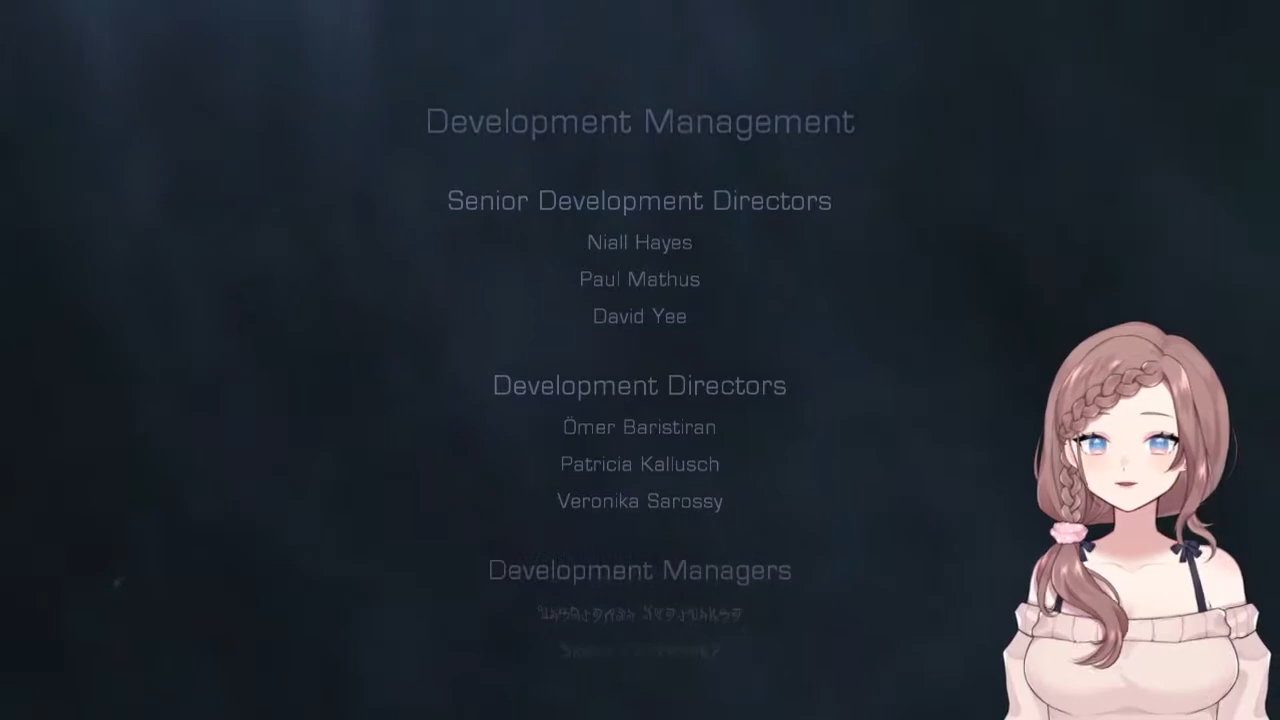 Development Management
Senior Development Directors
Niall Hayes
Paul Mathus
David Yee
Development Directors
Ömer Baristiran
Patricia Kallusch
Veronika Sarossy
Development Managers